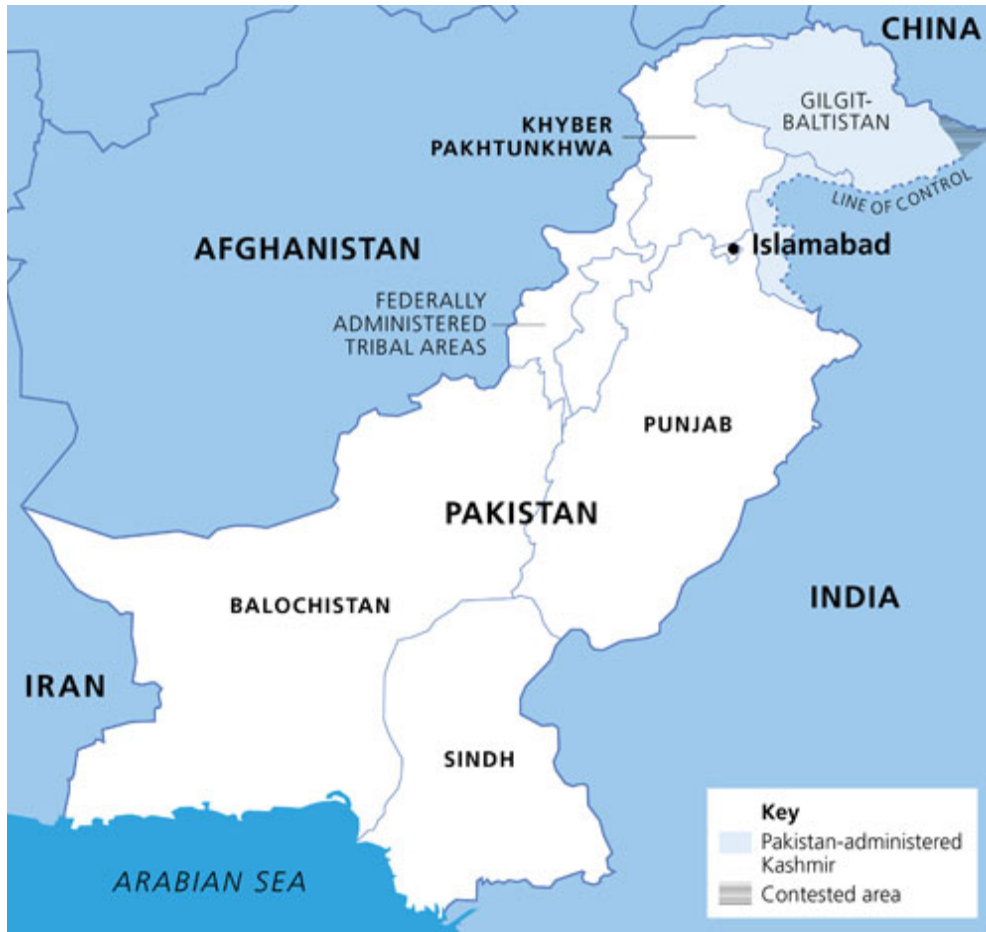 CHINA
GILGIT-
BALTISTAN
KHYBER
PAKHTUNKHWA
LINE OF CONTROL
Islamabad
AFGHANISTAN
FEDERALLY
ADMINISTERED
TRIBAL AREAS
PUNJAB
PAKISTAN
BALOCHISTAN
INDIA
IRAN
SINDH
ARABIAN SEA
Key
Pakistan-administered
Kashmir
Contested area